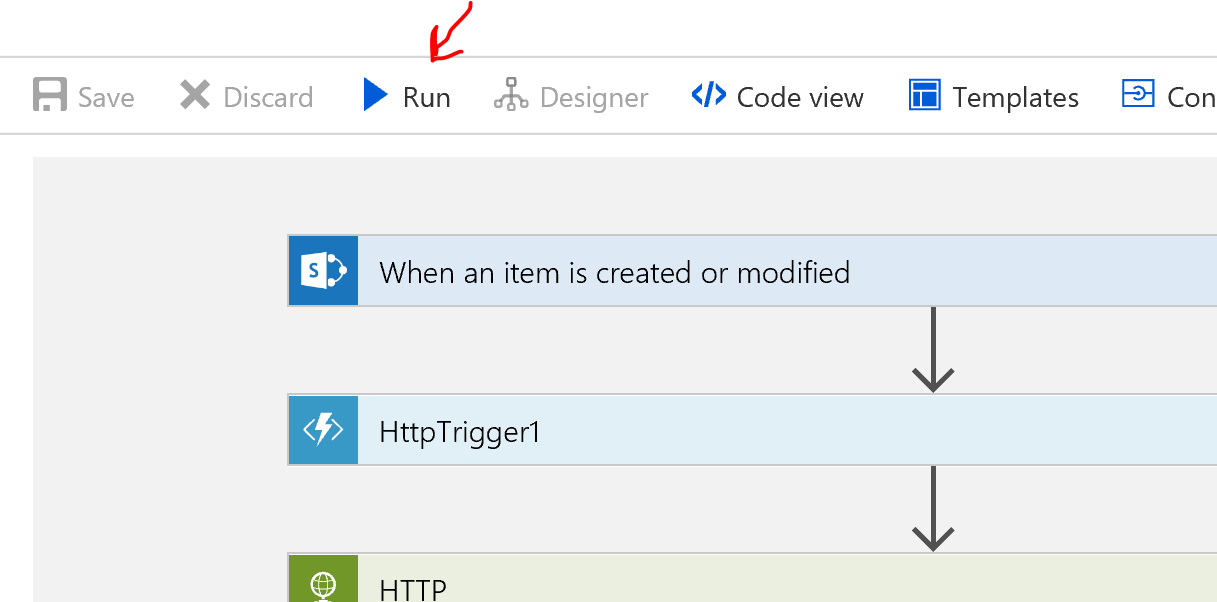 Save Discard Run Designer Code view Templates Con
S When an item is created or modified
HttpTrigger1
HTTP